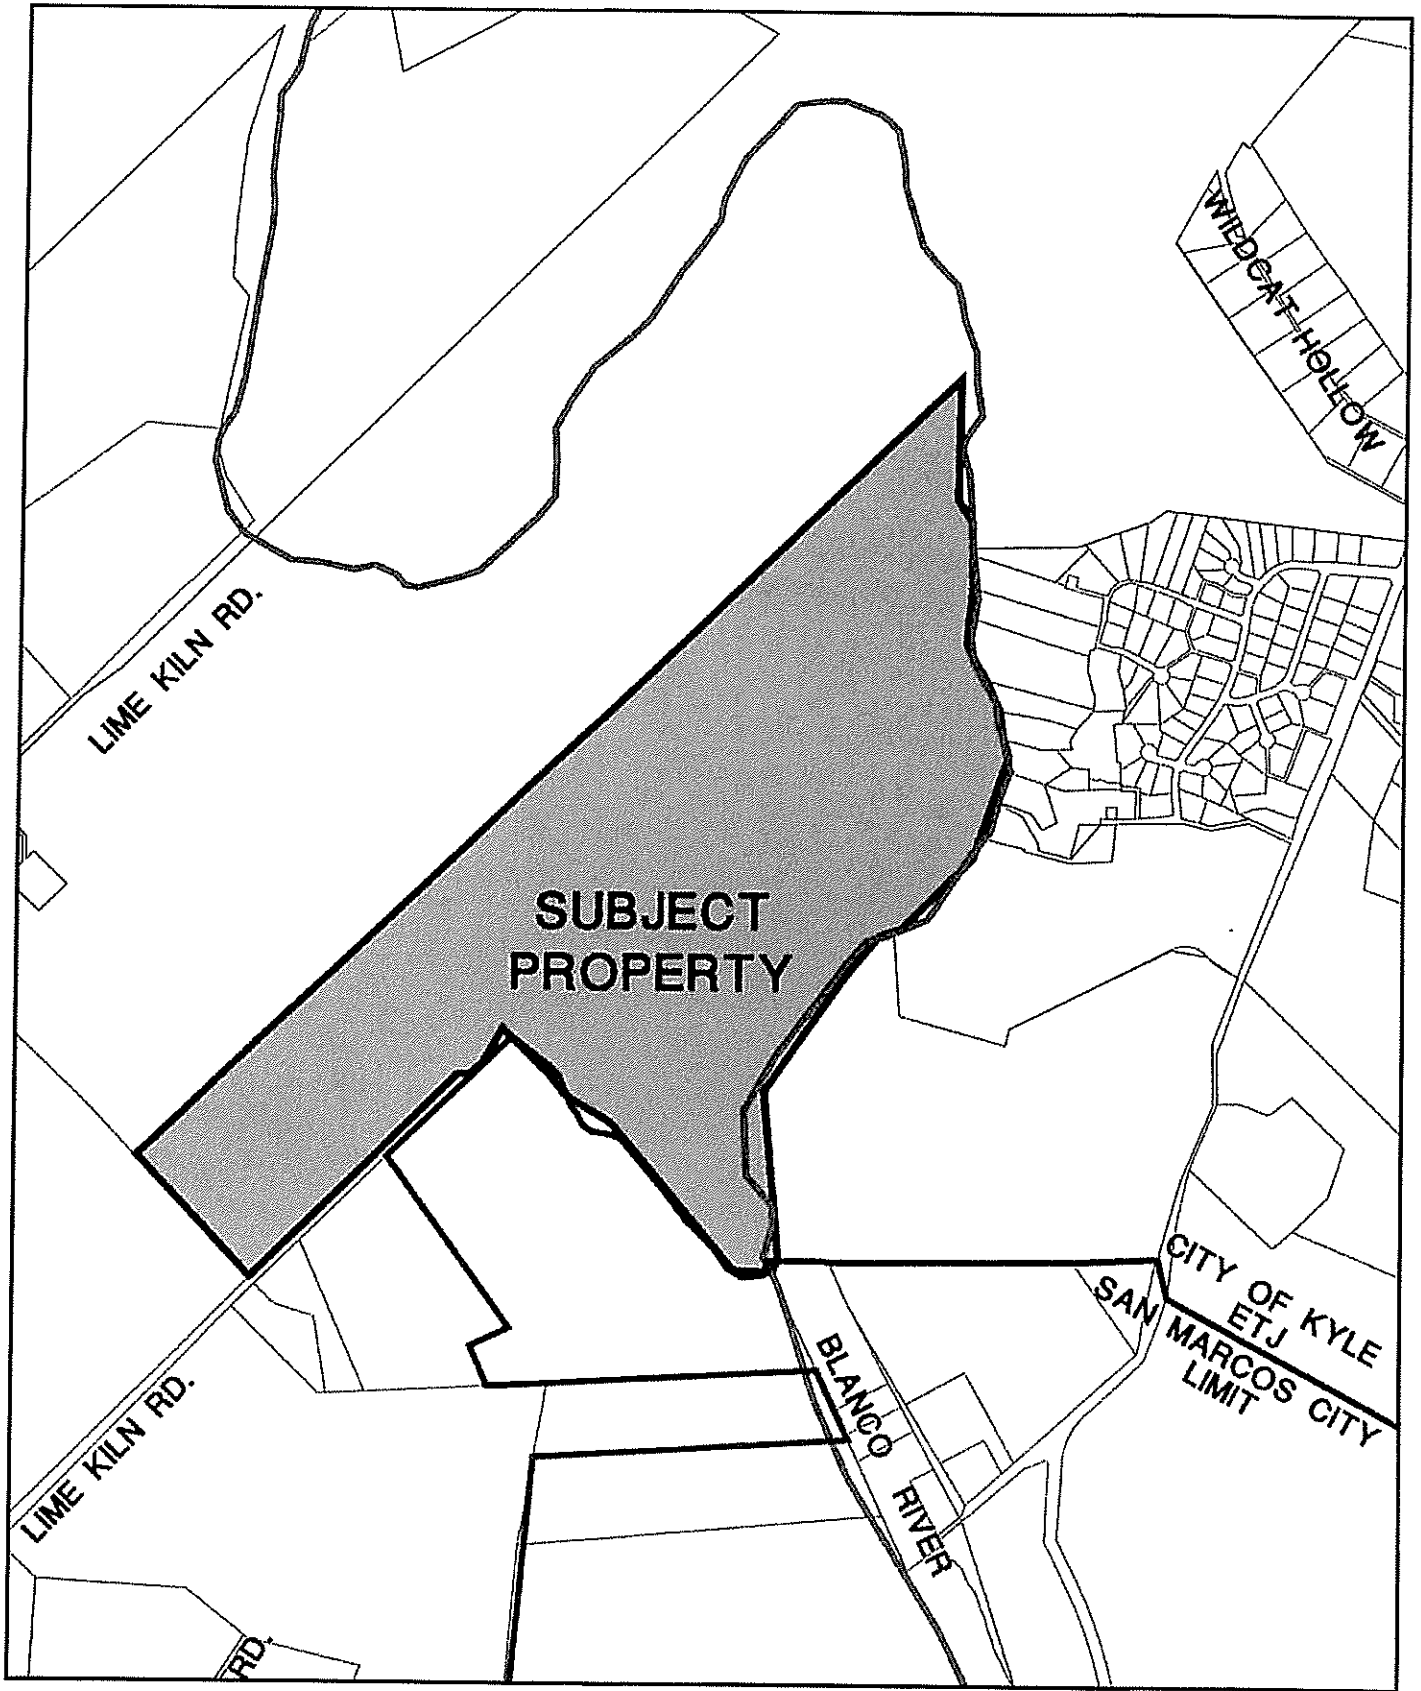 WILDCAT HOLLOW
LIME KILN RD.
SUBJECT
PROPERTY
CITY OF KYLE
ETJ
SAN MARCOS CITY
LIMIT
BLANCO
RIVER
LIME KILN RD.
RD.